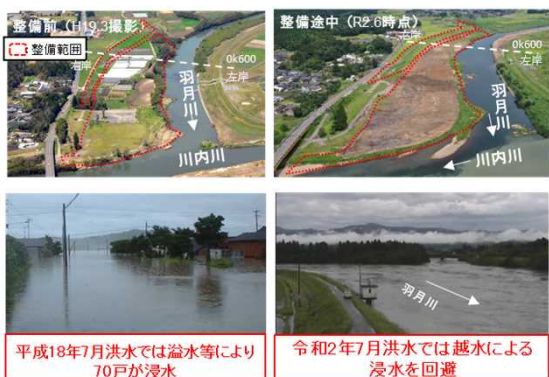 整備前（H19.3撮影）
整備範囲
右岸
0k600
左岸
羽月川
川内川
整備途中（R2.6時点）
右岸
0k600
左岸
羽月川
川内川
羽月川
平成18年7月洪水では溢水等により
70戸が浸水
令和2年7月洪水では越水による
浸水を回避